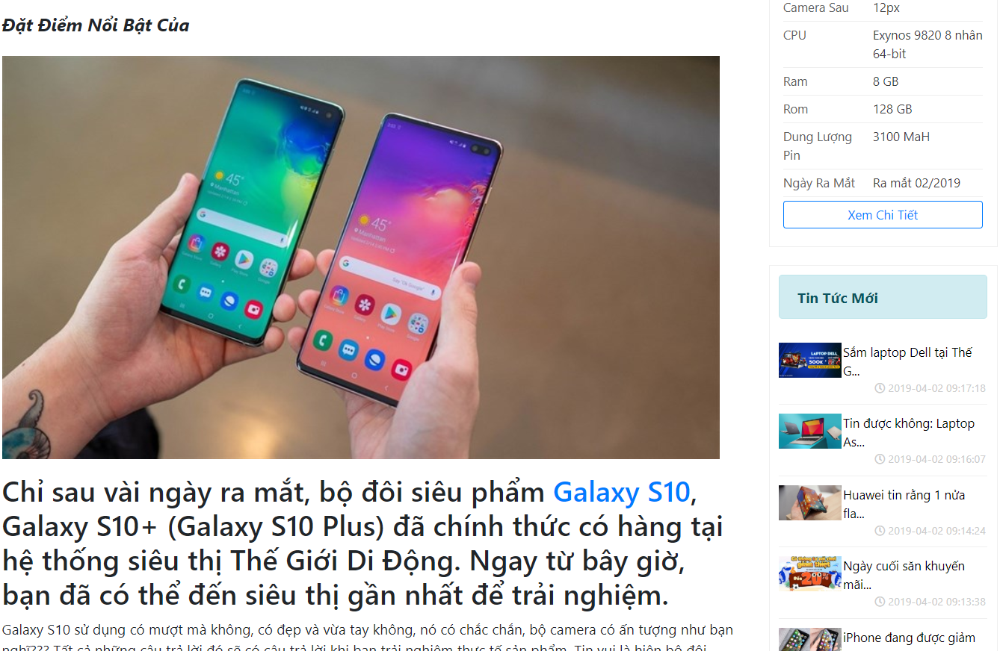 Đặt Điểm Nổi Bật Của
45°
Manhattan
45°
Manhattan
Say "Ok Google"
Chỉ sau vài ngày ra mắt, bộ đôi siêu phẩm Galaxy S10,
Galaxy S10+ (Galaxy S10 Plus) đã chính thức có hàng tại
hệ thống siêu thị Thế Giới Di Động. Ngay từ bây giờ,
bạn đã có thể đến siêu thị gần nhất để trải nghiệm.
Galaxy S10 sử dụng có mượt mà không, có đẹp và vừa tay không, nó có chắc chắn, bộ camera có ấn tượng như bạn
nghĩ??? Tất cả những câu trả lời đó sẽ có câu trả lời khi bạn trải nghiệm thực tế sản phẩm. Tin vui là hiện bộ đôi
Camera Sau 12px
CPU Exynos 9820 8 nhân
64-bit
Ram 8 GB
Rom 128 GB
Dung Lượng 3100 MaH
Pin
Ngày Ra Mắt Ra mắt 02/2019
Xem Chi Tiết
Tin Tức Mới
LAPTOP DELL
500K
Sắm laptop Dell tại Thế
G...
2019-04-02 09:17:18
Tin được không: Laptop
As...
2019-04-02 09:16:07
Huawei tin rằng 1 nửa
fla...
2019-04-02 09:14:24
20%
Ngày cuối săn khuyến
mãi...
2019-04-02 09:13:38
iPhone đang được giảm